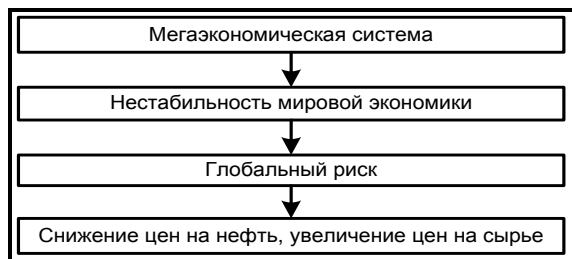 Мегаэкономическая система
Нестабильность мировой экономики
Глобальный риск
Снижение цен на нефть, увеличение цен на сырье